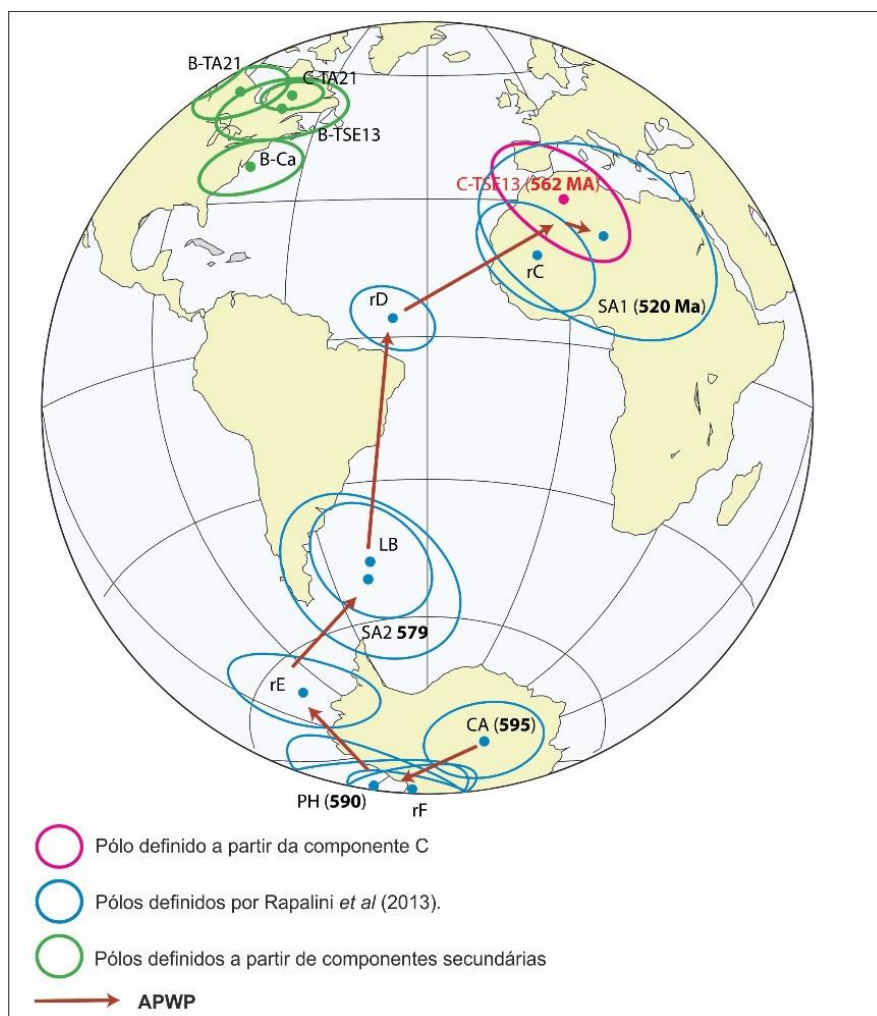 B-TA21
C-TA21
B-TSE13
B-Ca
C-TSE13 (562 MA)
rC
SA1 (520 Ma)
rD
LB
SA2 579
rE
CA (595)
PH (590)
rF
Pólo definido a partir da componente C
Pólos definidos por Rapalini et al (2013).
Pólos definidos a partir de componentes secundárias
APWP